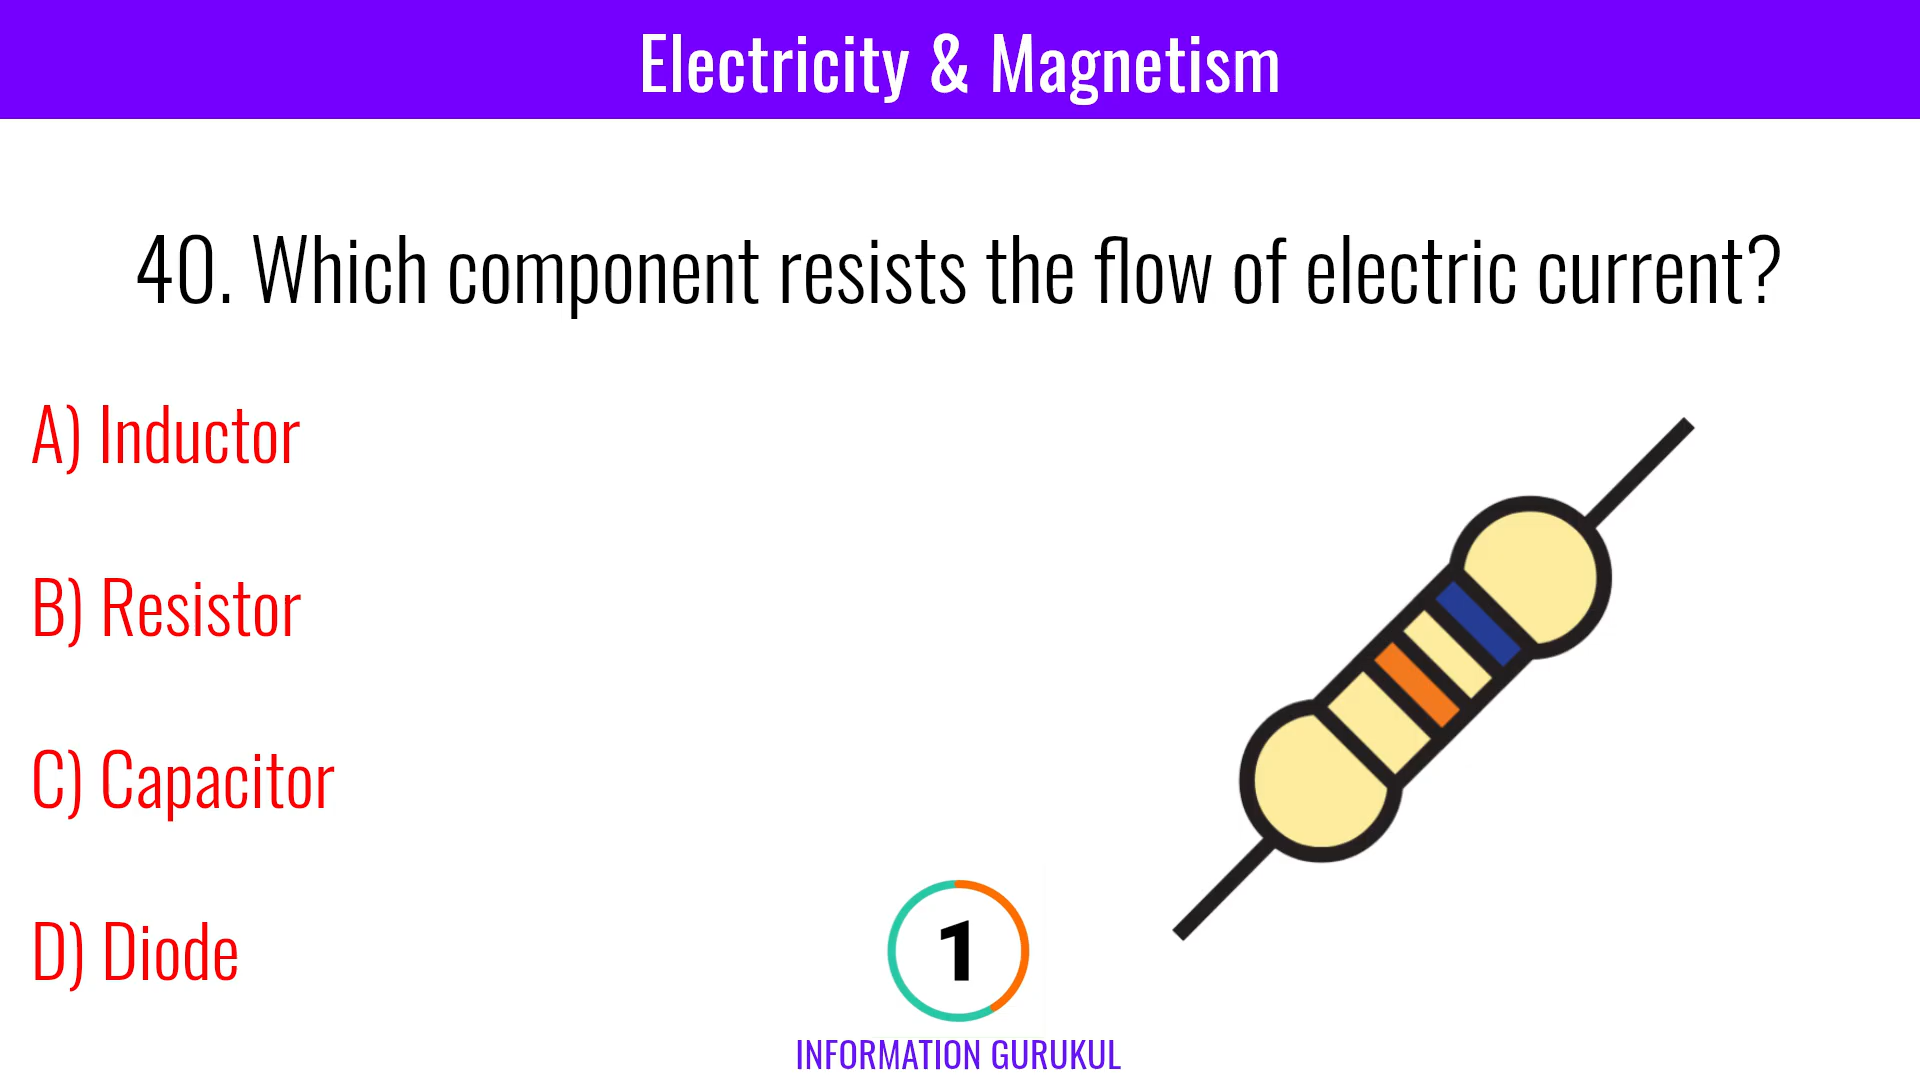 Electricity & Magnetism
40. Which component resists the flow of electric current?
A) Inductor
B) Resistor
C) Capacitor
D) Diode
1
INFORMATION GURUKUL